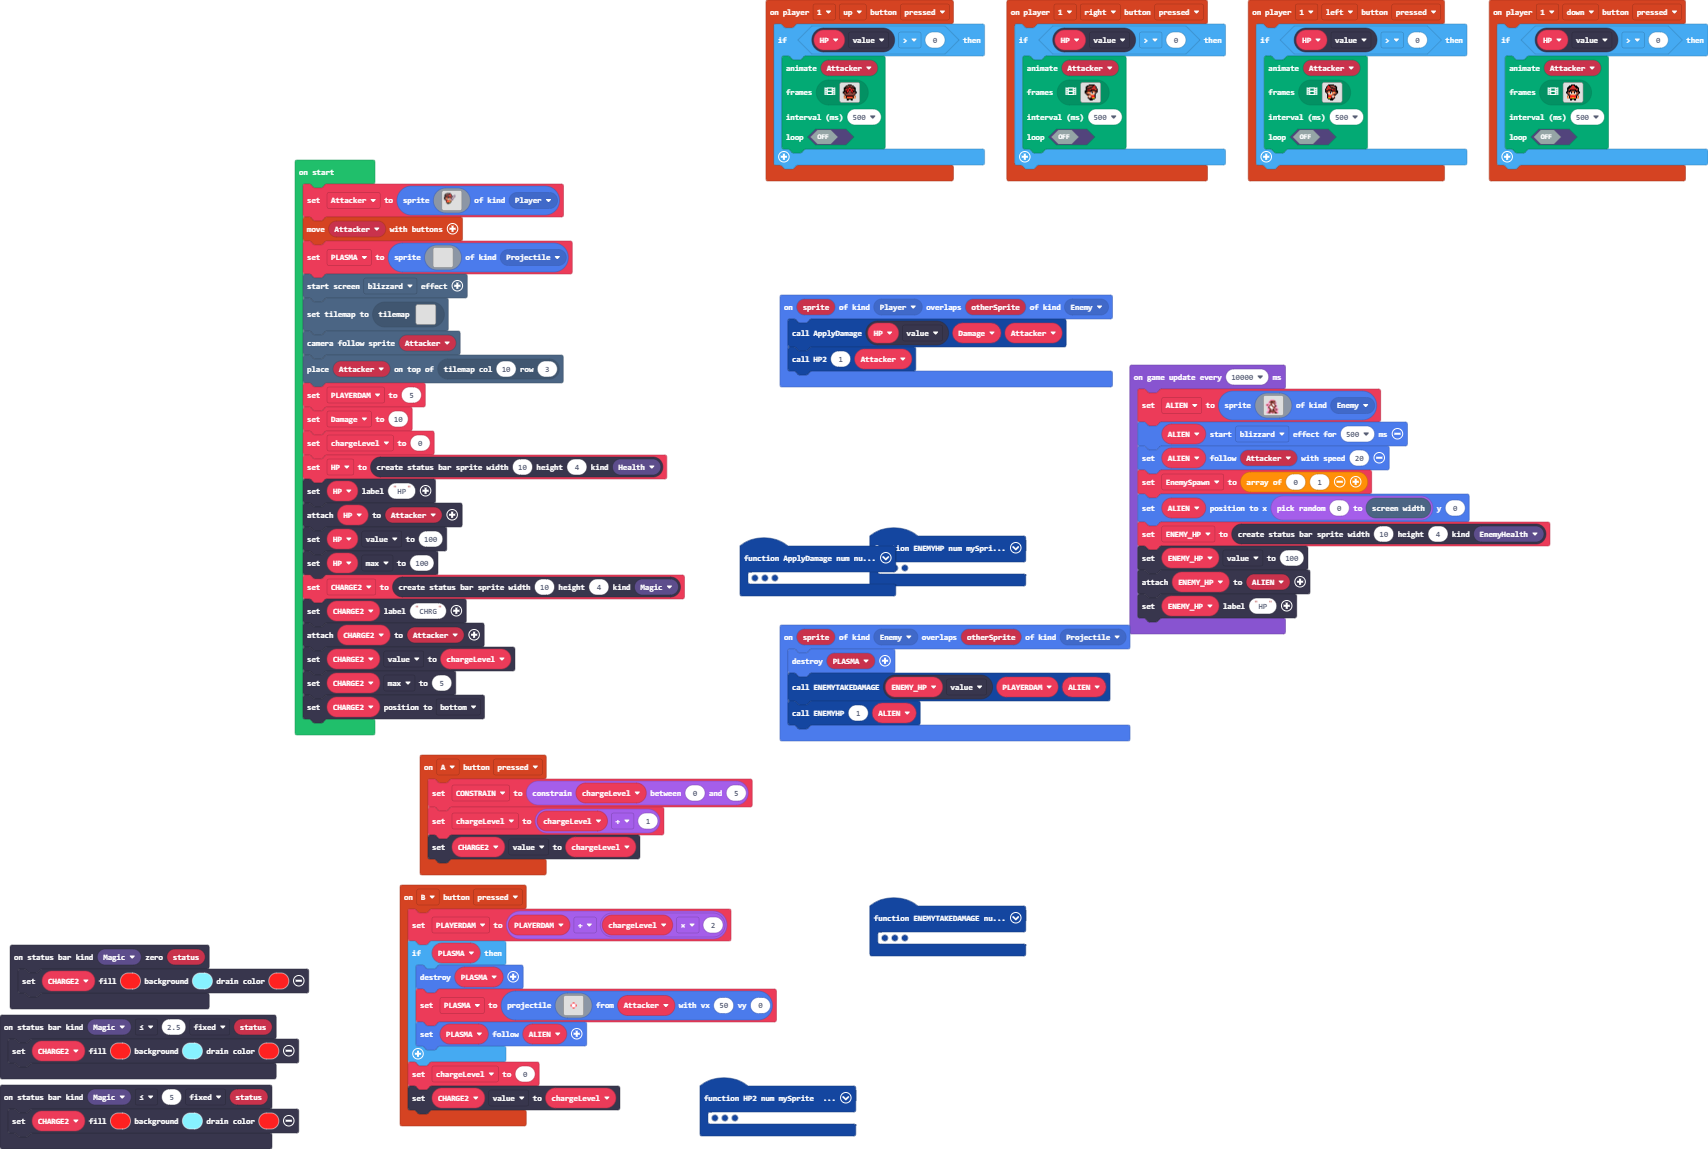 on player 1 up button pressed
if HP value > 0 then
animate Attacker
frames
interval (ms) 500
loop OFF
on player 1 right button pressed
if HP value > 0 then
animate Attacker
frames
interval (ms) 500
loop OFF
on player 1 left button pressed
if HP value > 0 then
animate Attacker
frames
interval (ms) 500
loop OFF
on player 1 down button pressed
if HP value > 0 then
animate Attacker
frames
interval (ms) 500
loop OFF
on start
set Attacker to sprite of kind Player
move Attacker with buttons
set PLASMA to sprite of kind Projectile
start screen blizzard effect
set tilemap to tilemap
camera follow sprite Attacker
place Attacker on top of tilemap col 10 row 3
set PLAYERDAM to 5
set Damage to 10
set chargeLevel to 0
set HP to create status bar sprite width 10 height 4 kind Health
set HP label "HP"
attach HP to Attacker
set HP value to 100
set HP max to 100
set CHARGE2 to create status bar sprite width 10 height 4 kind Magic
set CHARGE2 label "CHRG"
attach CHARGE2 to Attacker
set CHARGE2 value to chargeLevel
set CHARGE2 max to 5
set CHARGE2 position to bottom
on sprite of kind Player overlaps otherSprite of kind Enemy
call ApplyDamage HP value Damage Attacker
call HP2 1 Attacker
on game update every 10000 ms
set ALIEN to sprite of kind Enemy
ALIEN start blizzard effect for 500 ms
set ALIEN follow Attacker with speed 20
set EnemySpawn to array of 0 1
set ALIEN position to x pick random 0 to screen width y 0
set ENEMY_HP to create status bar sprite width 10 height 4 kind EnemyHealth
set ENEMY_HP value to 100
attach ENEMY_HP to ALIEN
set ENEMY_HP label "HP"
function ApplyDamage num nu...
ion ENEMYHP num mySpri...
on sprite of kind Enemy overlaps otherSprite of kind Projectile
destroy PLASMA
call ENEMYTAKEDAMAGE ENEMY_HP value PLAYERDAM ALIEN
call ENEMYHP 1 ALIEN
on A button pressed
set CONSTRAIN to constrain chargeLevel between 0 and 5
set chargeLevel to chargeLevel + 1
set CHARGE2 value to chargeLevel
on B button pressed
set PLAYERDAM to PLAYERDAM + chargeLevel × 2
if PLASMA then
destroy PLASMA
set PLASMA to projectile from Attacker with vx 50 vy 0
set PLASMA follow ALIEN
set chargeLevel to 0
set CHARGE2 value to chargeLevel
function ENEMYTAKEDAMAGE nu...
on status bar kind Magic zero status
set CHARGE2 fill background drain color
on status bar kind Magic ≤ 2.5 fixed status
set CHARGE2 fill background drain color
on status bar kind Magic ≤ 5 fixed status
set CHARGE2 fill background drain color
function HP2 num mySprite ...